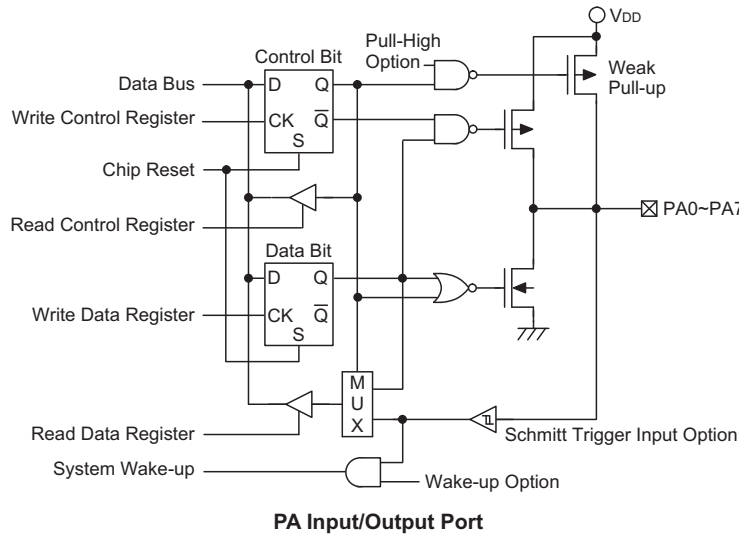 VDD
Control Bit
Pull-High
Option
Data Bus
D
Q
Weak
Pull-up
Write Control Register
CK
Q
S
Chip Reset
Read Control Register
PA0~PA7
Data Bit
D
Q
Write Data Register
CK
Q
S
M
U
X
Read Data Register
Schmitt Trigger Input Option
System Wake-up
Wake-up Option
PA Input/Output Port